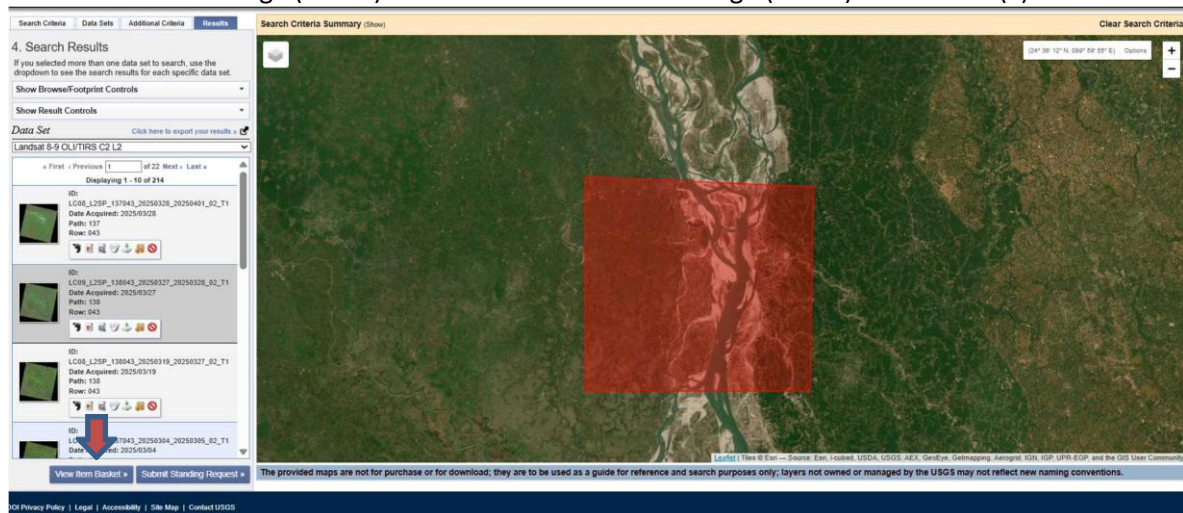 Search Criteria Data Sets Additional Criteria Results
4. Search Results
If you selected more than one data set to search, use the
dropdown to see the search results for each specific data set.
Show Browse/Footprint Controls
Show Result Controls
Data Set Click here to export your results »
Landsat 8-9 OLI/TIRS C2 L2
« First ‹ Previous 1 of 22 Next › Last »
Displaying 1 - 10 of 214
ID:
LC08_L2SP_137043_20250328_20250401_02_T1
Date Acquired: 2025/03/28
Path: 137
Row: 043
ID:
LC09_L2SP_138043_20250327_20250328_02_T1
Date Acquired: 2025/03/27
Path: 138
Row: 043
ID:
LC08_L2SP_138043_20250319_20250327_02_T1
Date Acquired: 2025/03/19
Path: 138
Row: 043
ID:
2025/03/04
View Item Basket » Submit Standing Request »
Search Criteria Summary (Show) Clear Search Criteria
(24° 36' 12" N, 089° 59' 55" E) Options
+
−
Leaflet | Tiles © Esri — Source: Esri, i-cubed, USDA, USGS, AEX, GeoEye, Getmapping, Aerogrid, IGN, IGP, UPR-EGP, and the GIS User Community
The provided maps are not for purchase or for download; they are to be used as a guide for reference and search purposes only; layers not owned or managed by the USGS may not reflect new naming conventions.
DOI Privacy Policy | Legal | Accessibility | Site Map | Contact USGS